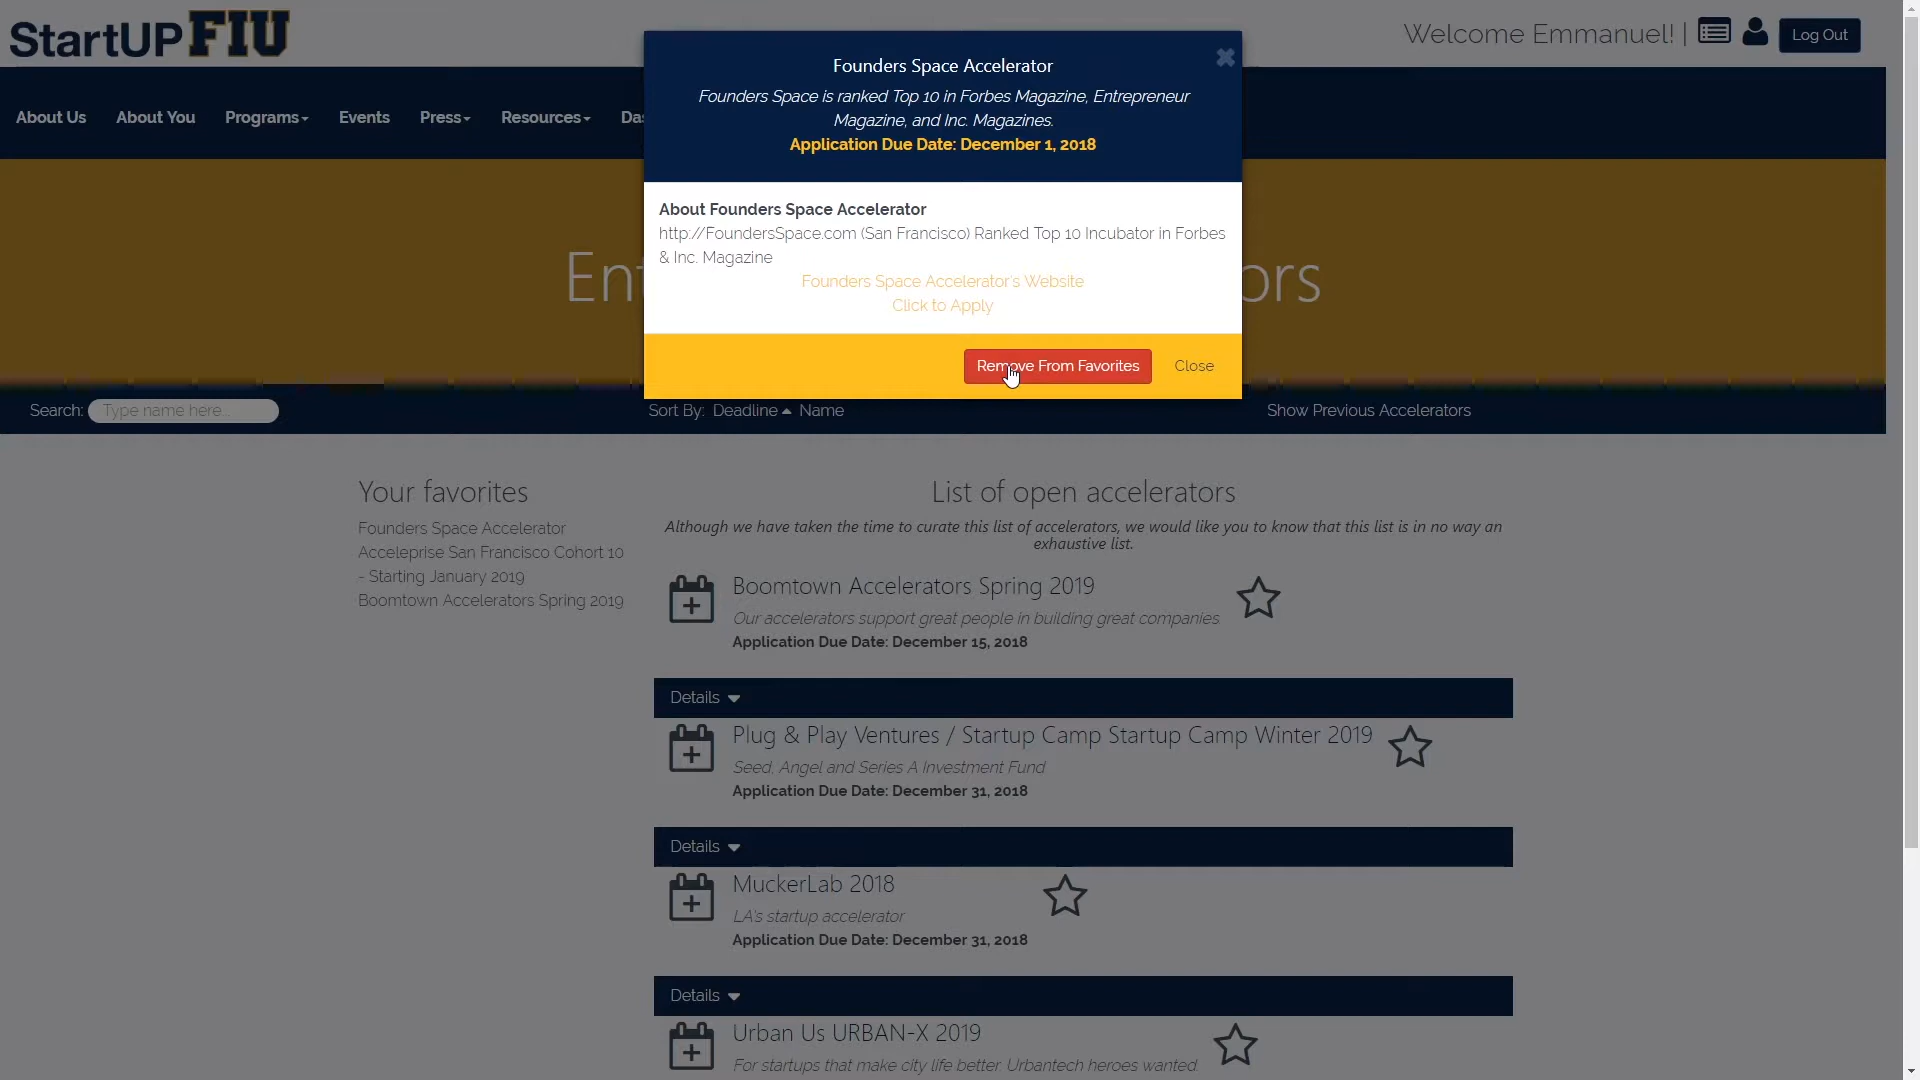 StartUP FIU
Welcome Emmanuel! |
Log Out
About Us
About You
Programs
Events
Press
Resources
Founders Space Accelerator
Founders Space is ranked Top 10 in Forbes Magazine, Entrepreneur
Magazine, and Inc. Magazines.
Application Due Date: December 1, 2018
About Founders Space Accelerator
http://FoundersSpace.com (San Francisco) Ranked Top 10 Incubator in Forbes
& Inc. Magazine
Founders Space Accelerator's Website
Click to Apply
Remove From Favorites
Close
Search:
Type name here...
Sort By: Deadline Name
Show Previous Accelerators
Your favorites
Founders Space Accelerator
Acceleprise San Francisco Cohort 10
- Starting January 2019
Boomtown Accelerators Spring 2019
List of open accelerators
Although we have taken the time to curate this list of accelerators, we would like you to know that this list is in no way an
exhaustive list.
Boomtown Accelerators Spring 2019
Our accelerators support great people in building great companies.
Application Due Date: December 15, 2018
Details
Plug & Play Ventures / Startup Camp Startup Camp Winter 2019
Seed, Angel and Series A Investment Fund
Application Due Date: December 31, 2018
Details
MuckerLab 2018
LA's startup accelerator
Application Due Date: December 31, 2018
Details
Urban Us URBAN-X 2019
For startups that make city life better. Urbantech heroes wanted.